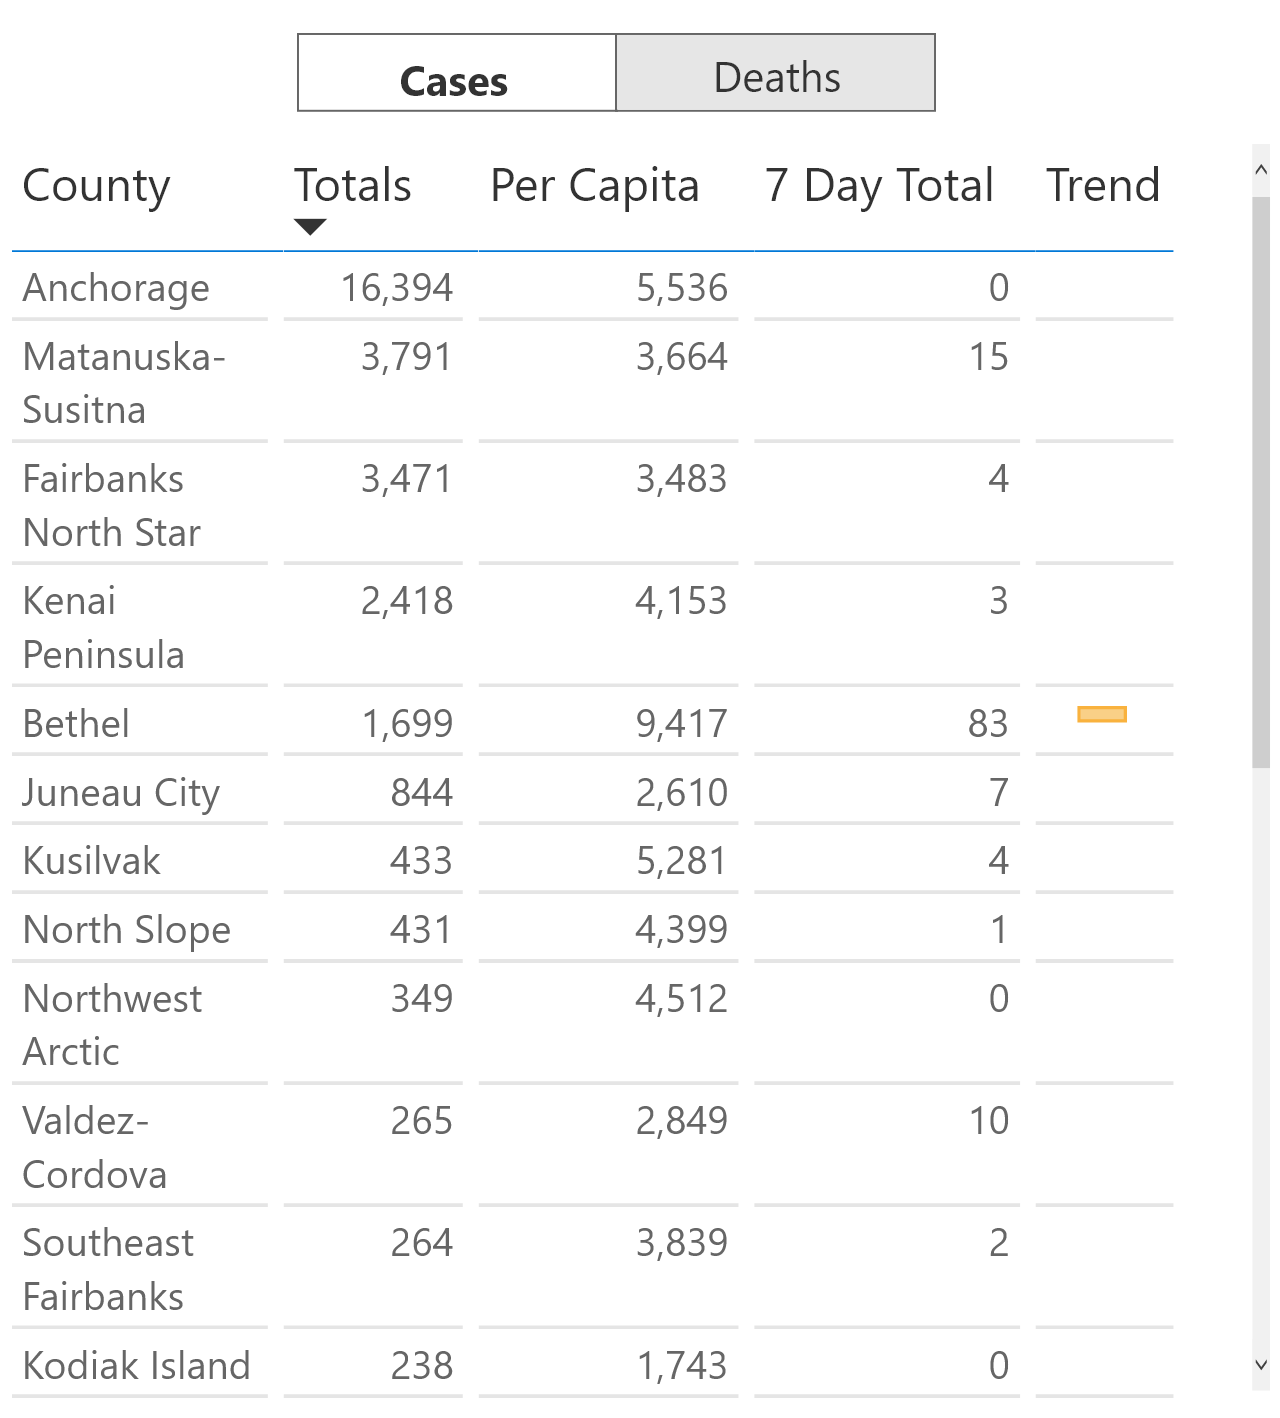 Cases Deaths
County Totals Per Capita 7 Day Total Trend
Anchorage 16,394 5,536 0
Matanuska- 3,791 3,664 15
Susitna
Fairbanks 3,471 3,483 4
North Star
Kenai 2,418 4,153 3
Peninsula
Bethel 1,699 9,417 83
Juneau City 844 2,610 7
Kusilvak 433 5,281 4
North Slope 431 4,399 1
Northwest 349 4,512 0
Arctic
Valdez- 265 2,849 10
Cordova
Southeast 264 3,839 2
Fairbanks
Kodiak Island 238 1,743 0